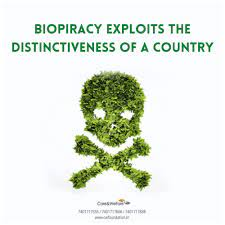 BIOPIRACY EXPLOITS THE
DISTINCTIVENESS OF A COUNTRY